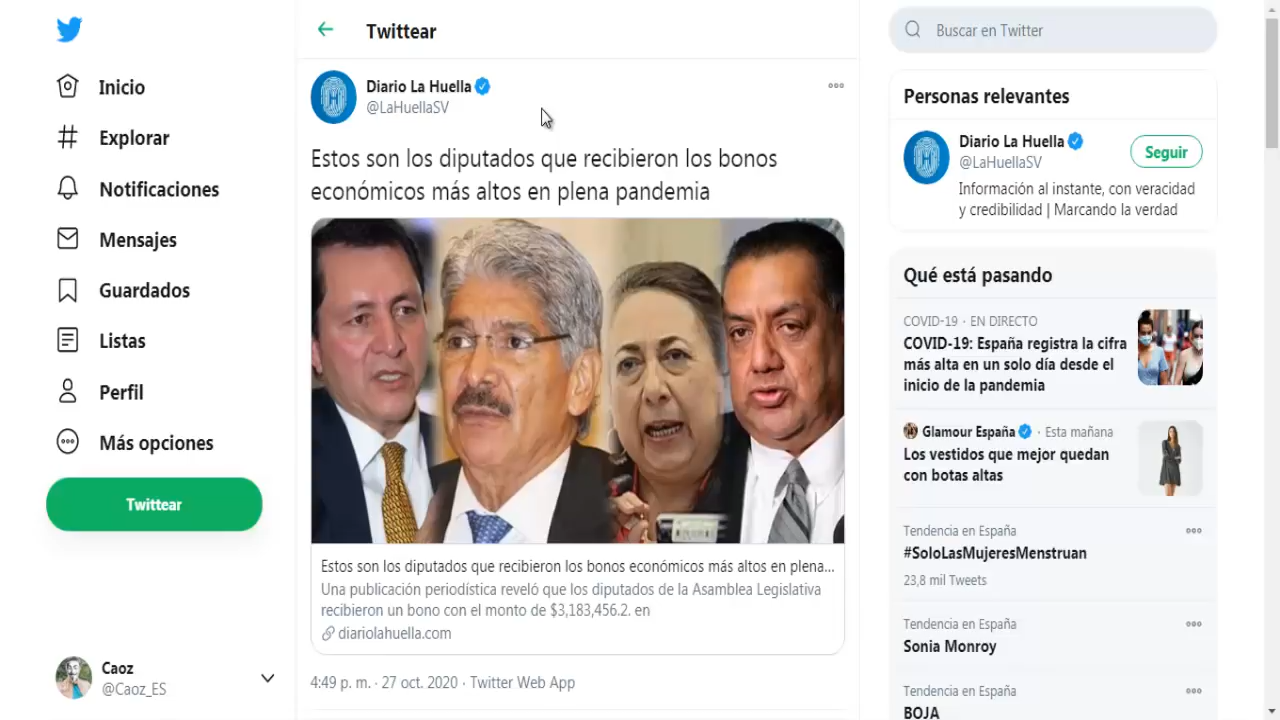 Inicio
Explorar
Notificaciones
Mensajes
Guardados
Listas
Perfil
Más opciones
Twittear
Caoz
@Caoz_ES
Twittear
Diario La Huella
@LaHuellaSV
Estos son los diputados que recibieron los bonos
económicos más altos en plena pandemia
Estos son los diputados que recibieron los bonos económicos más altos en plena...
Una publicación periodística reveló que los diputados de la Asamblea Legislativa
recibieron un bono con el monto de $3,183,456.2. en
diariolahuella.com
4:49 p. m. · 27 oct. 2020 · Twitter Web App
Buscar en Twitter
Personas relevantes
Diario La Huella
@LaHuellaSV
Seguir
Información al instante, con veracidad
y credibilidad | Marcando la verdad
Qué está pasando
COVID-19 · EN DIRECTO
COVID-19: España registra la cifra
más alta en un solo día desde el
inicio de la pandemia
Glamour España · Esta mañana
Los vestidos que mejor quedan
con botas altas
Tendencia en España
#SoloLasMujeresMenstruan
23,8 mil Tweets
Tendencia en España
Sonia Monroy
Tendencia en España
BOJA